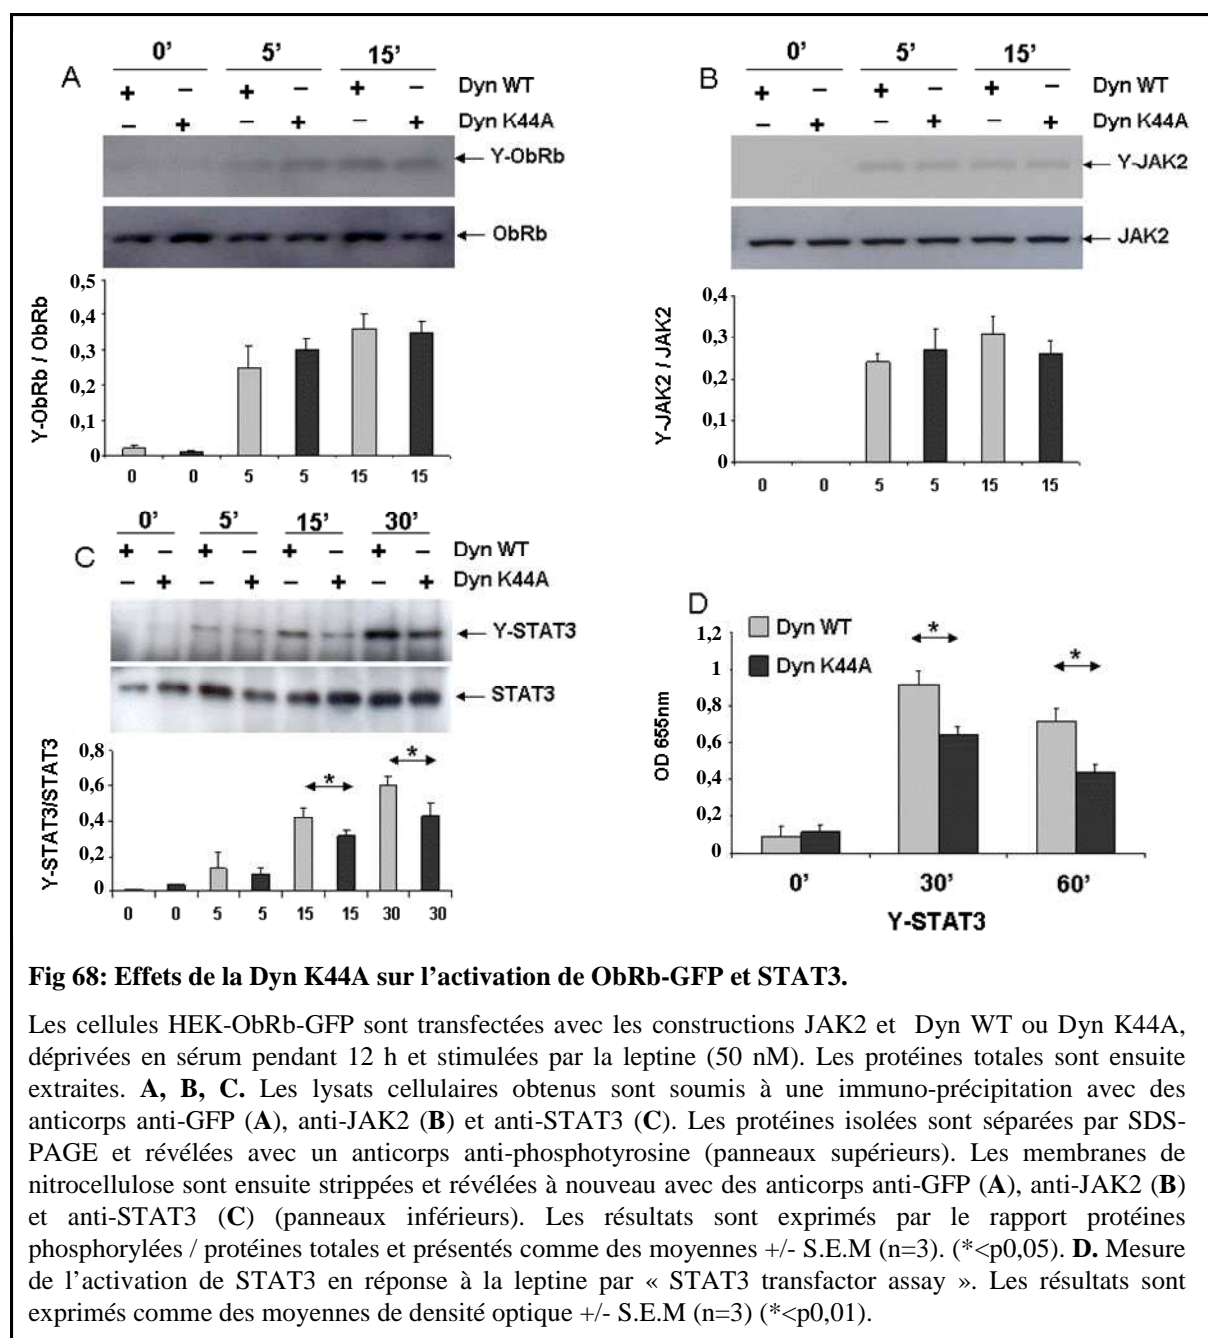 A
0' 5' 15'
+ – + – + – Dyn WT
– + – + – + Dyn K44A
Y-ObRb
ObRb
Y-ObRb / ObRb
0,5
0,4
0,3
0,2
0,1
0
0 0 5 5 15 15
B
0' 5' 15'
+ – + – + – Dyn WT
– + – + – + Dyn K44A
Y-JAK2
JAK2
Y-JAK2 / JAK2
0,4
0,3
0,2
0,1
0
0 0 5 5 15 15
C
0' 5' 15' 30'
+ – + – + – + – Dyn WT
– + – + – + – + Dyn K44A
Y-STAT3
STAT3
Y-STAT3/STAT3
0,8
0,6
0,4
0,2
0
* *
0 0 5 5 15 15 30 30
D
Dyn WT
Dyn K44A
OD 655nm
1,2
1
0,8
0,6
0,4
0,2
0
* *
0' 30' 60'
Y-STAT3
Fig 68: Effets de la Dyn K44A sur l'activation de ObRb-GFP et STAT3.
Les cellules HEK-ObRb-GFP sont transfectées avec les constructions JAK2 et Dyn WT ou Dyn K44A,
déprivées en sérum pendant 12 h et stimulées par la leptine (50 nM). Les protéines totales sont ensuite
extraites. A, B, C. Les lysats cellulaires obtenus sont soumis à une immuno-précipitation avec des
anticorps anti-GFP (A), anti-JAK2 (B) et anti-STAT3 (C). Les protéines isolées sont séparées par SDS-
PAGE et révélées avec un anticorps anti-phosphotyrosine (panneaux supérieurs). Les membranes de
nitrocellulose sont ensuite strippées et révélées à nouveau avec des anticorps anti-GFP (A), anti-JAK2 (B)
et anti-STAT3 (C) (panneaux inférieurs). Les résultats sont exprimés par le rapport protéines
phosphorylées / protéines totales et présentés comme des moyennes +/- S.E.M (n=3). (*<p0,05). D. Mesure
de l'activation de STAT3 en réponse à la leptine par « STAT3 transfactor assay ». Les résultats sont
exprimés comme des moyennes de densité optique +/- S.E.M (n=3) (*<p0,01).